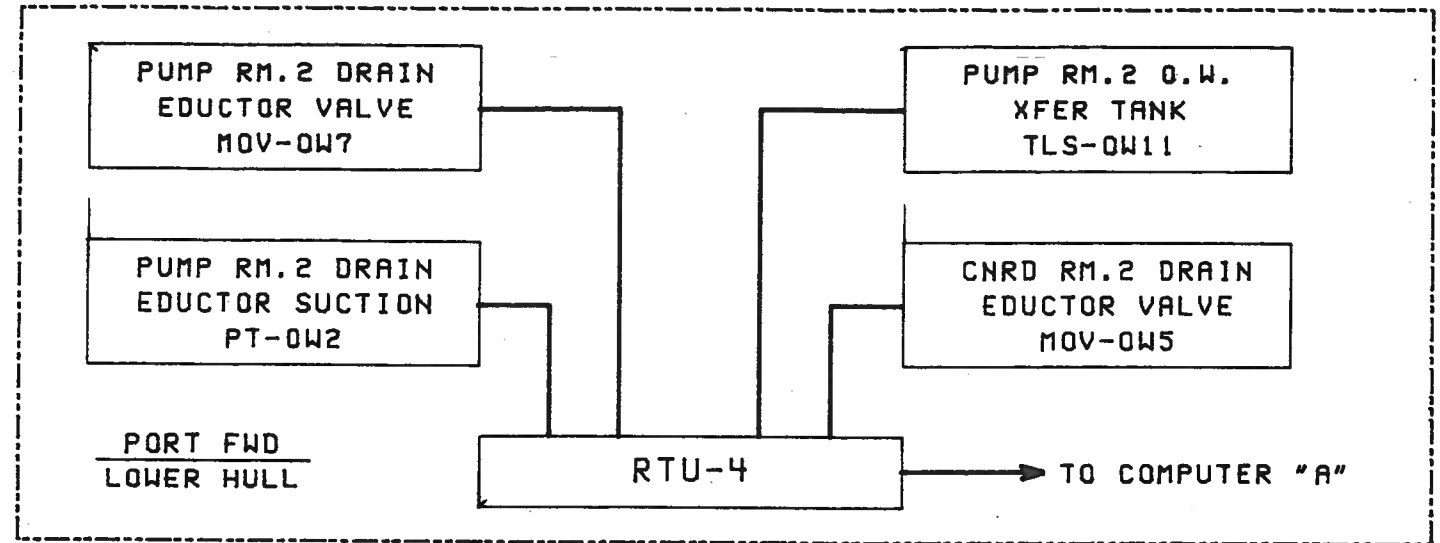 PUMP RM.2 DRAIN
EDUCTOR VALVE
MOV-OW7
PUMP RM.2 O.W.
XFER TANK
TLS-OW11
PUMP RM.2 DRAIN
EDUCTOR SUCTION
PT-OW2
CNRD RM.2 DRAIN
EDUCTOR VALVE
MOV-OW5
PORT FWD
LOWER HULL
RTU-4
TO COMPUTER "A"